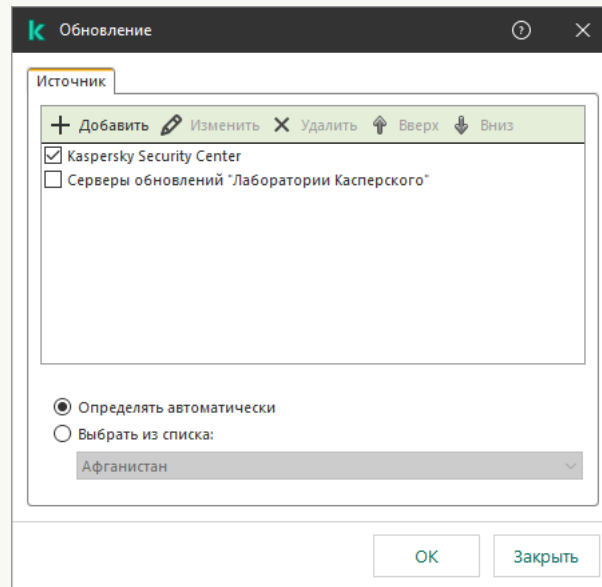 Обновление
Источник
Добавить Изменить Удалить Вверх Вниз
Kaspersky Security Center
Серверы обновлений "Лаборатории Касперского"
Определять автоматически
Выбрать из списка:
Афганистан
ОК Закрыть